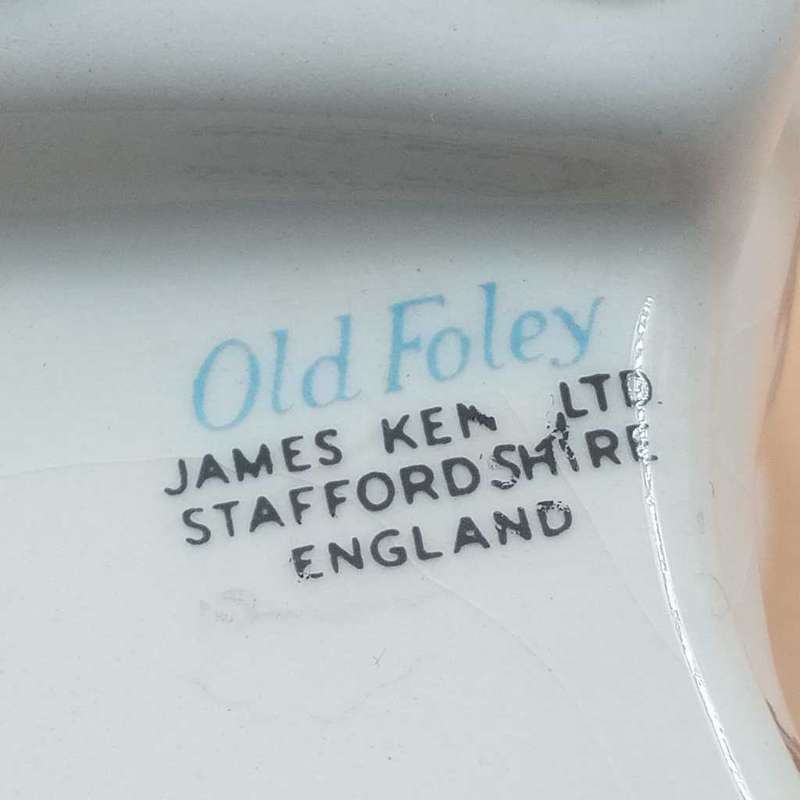 Old Foley
JAMES KEN LTD
STAFFORDSHIRE
ENGLAND